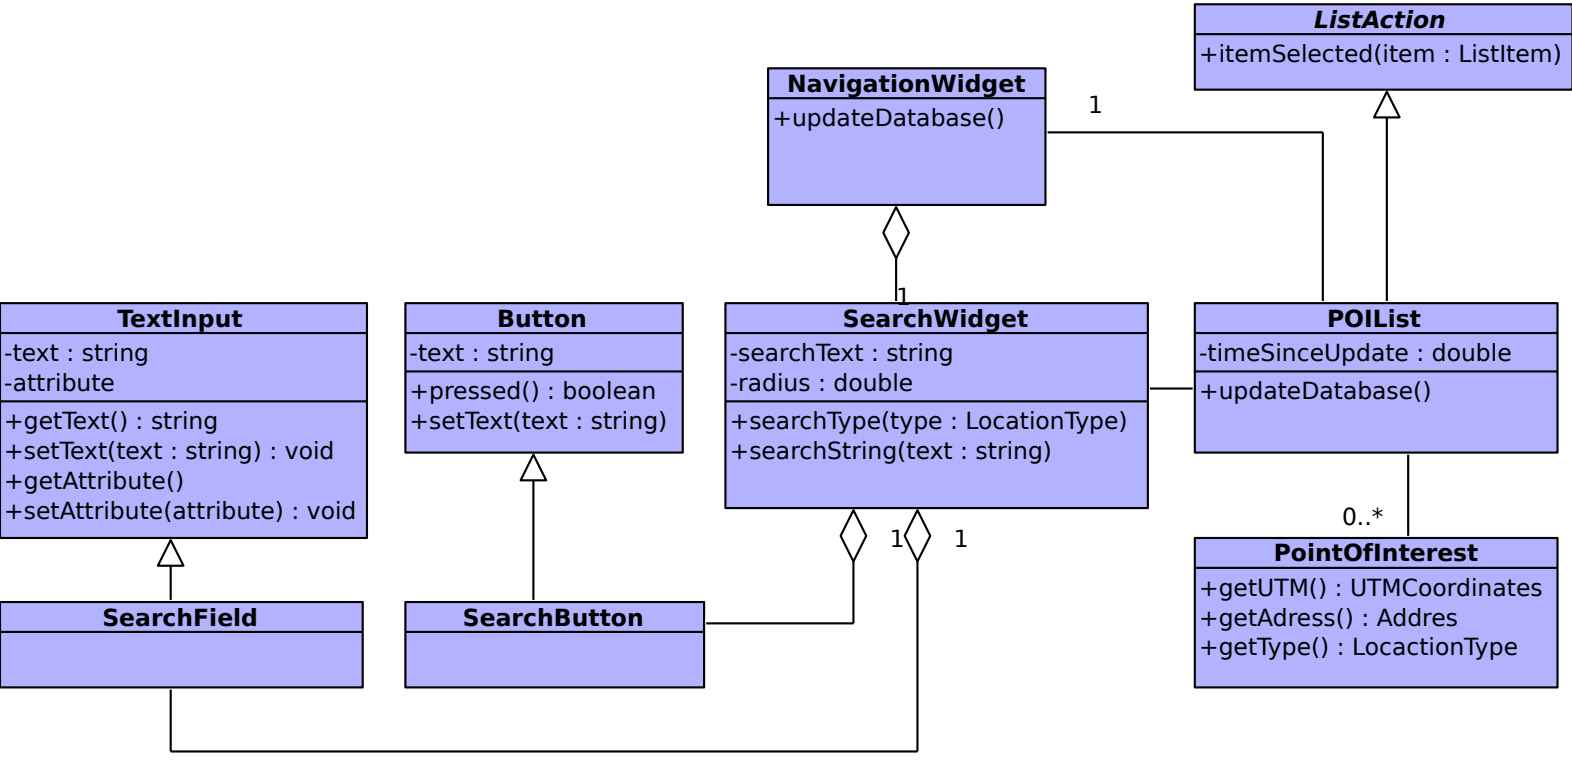 ListAction
+itemSelected(item : ListItem)
NavigationWidget
+updateDatabase()
1
1
TextInput
-text : string
-attribute
+getText() : string
+setText(text : string) : void
+getAttribute()
+setAttribute(attribute) : void
Button
-text : string
+pressed() : boolean
+setText(text : string)
SearchWidget
-searchText : string
-radius : double
+searchType(type : LocationType)
+searchString(text : string)
POIList
-timeSinceUpdate : double
+updateDatabase()
1
1
0..*
SearchField
SearchButton
PointOfInterest
+getUTM() : UTMCoordinates
+getAdress() : Addres
+getType() : LocactionType